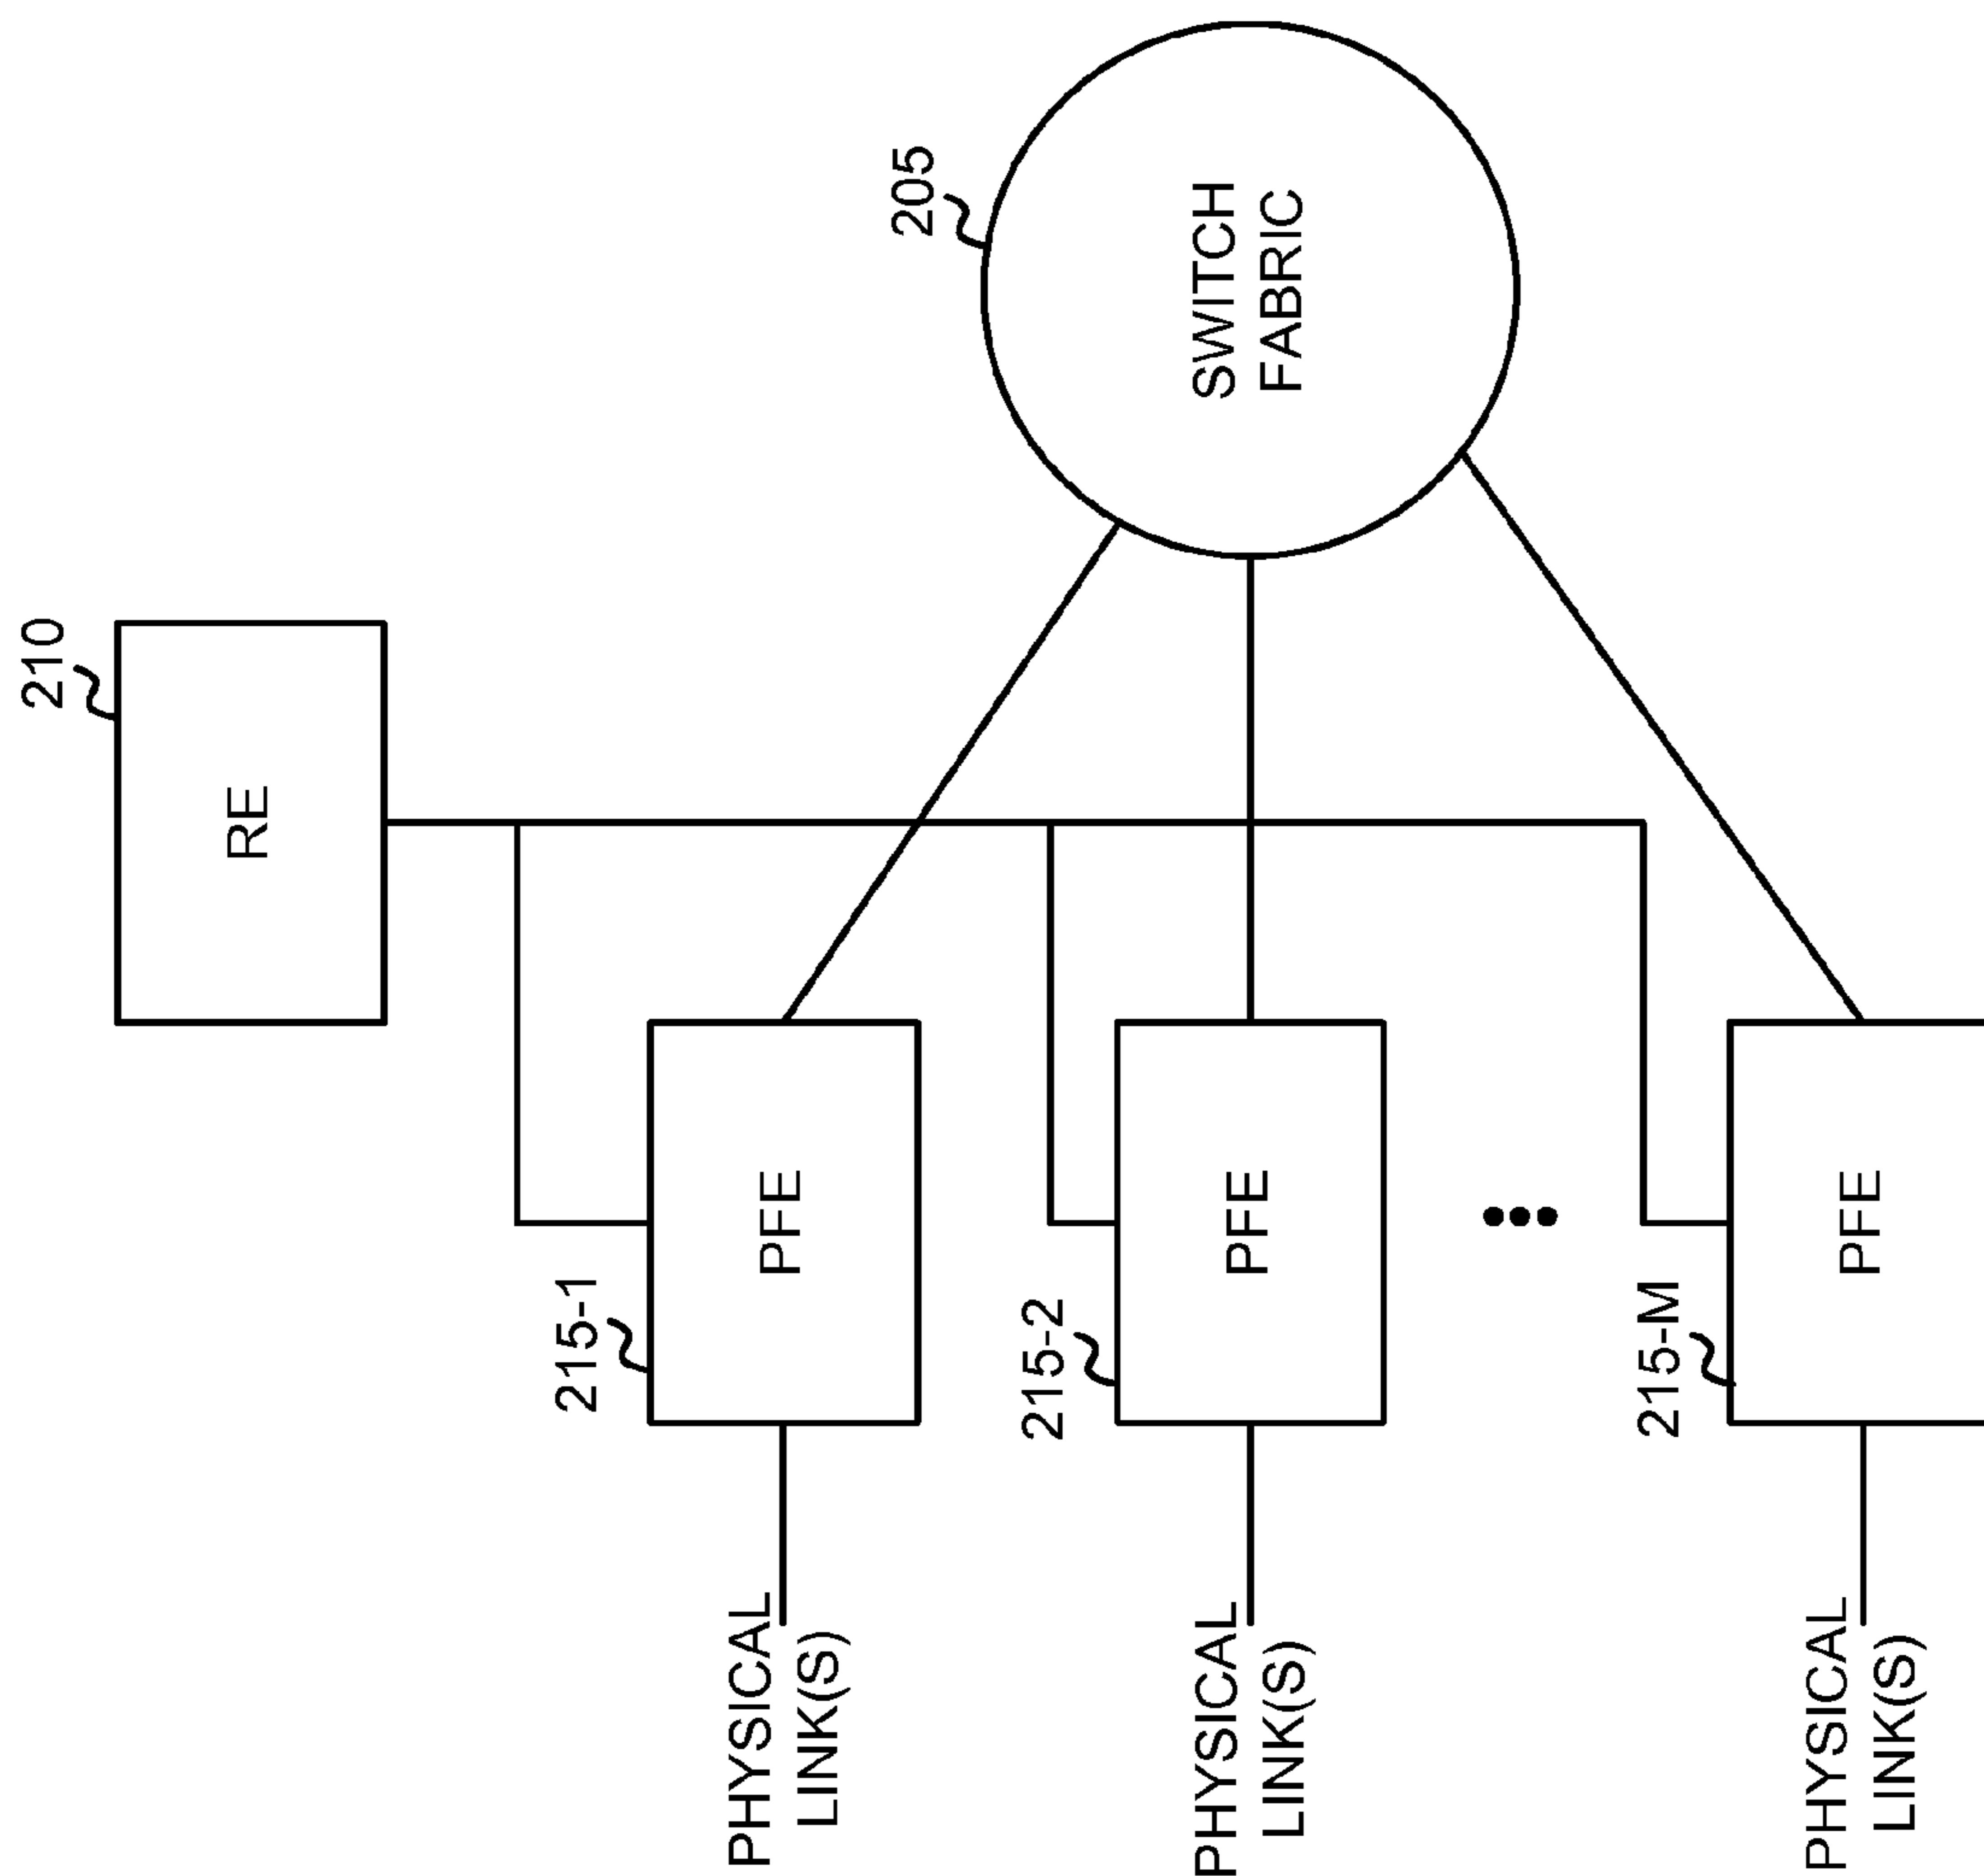 210
RE
205
SWITCH
FABRIC
215-1
PFE
PHYSICAL
LINK(S)
215-2
PFE
PHYSICAL
LINK(S)
215-M
PFE
PHYSICAL
LINK(S)